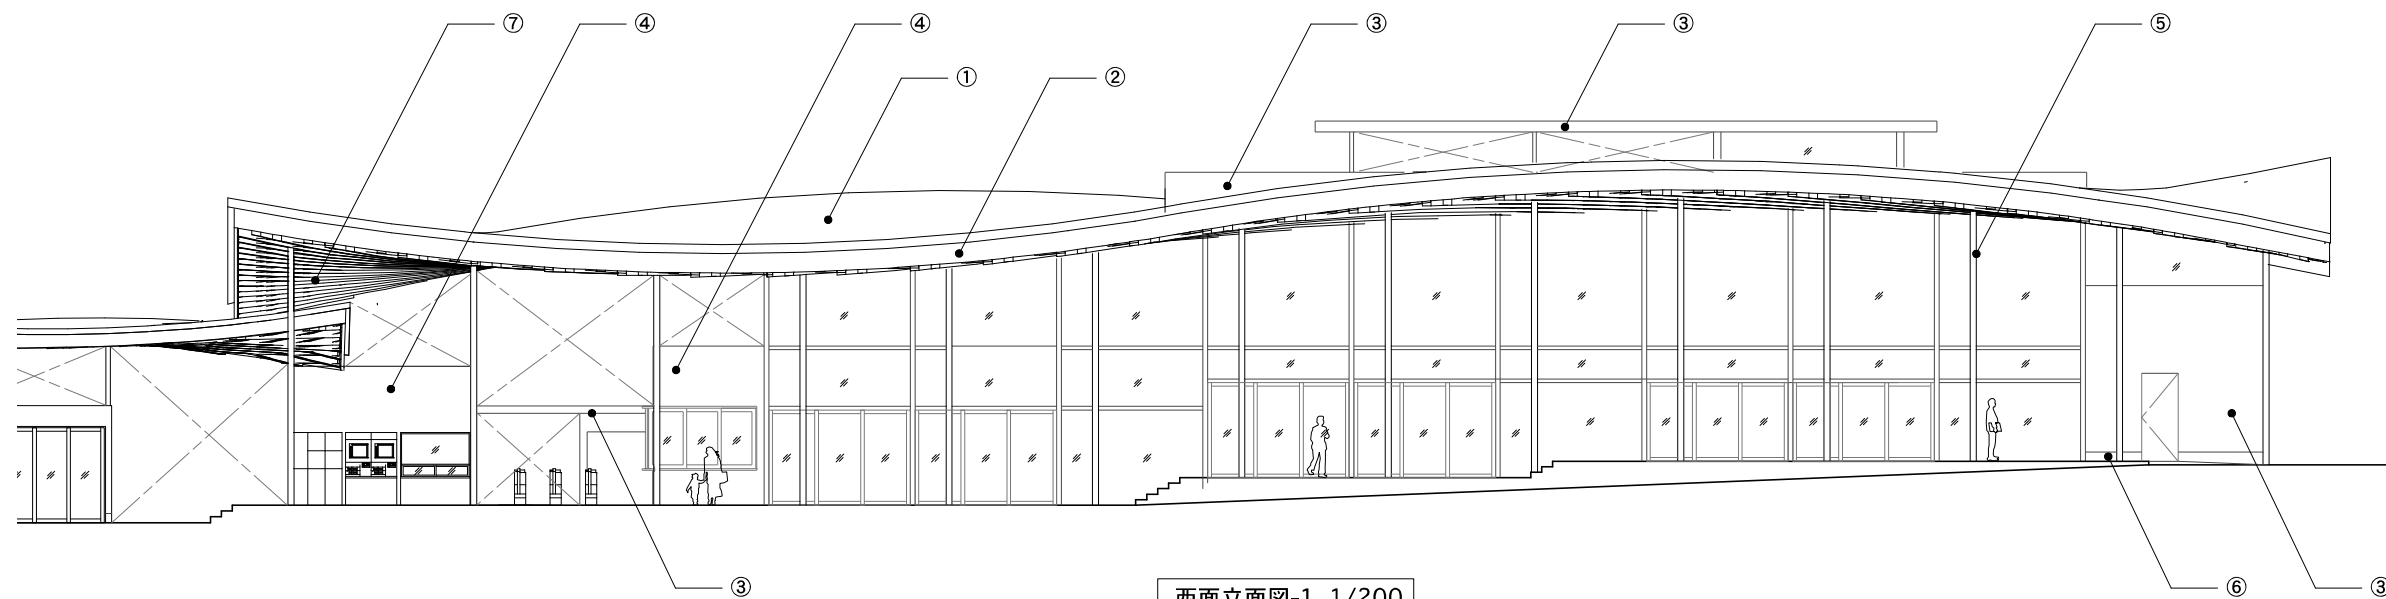 ⑦ ④ ④ ③ ③ ⑤
① ②
③ ⑥ ③
西面立面図-1 1/200